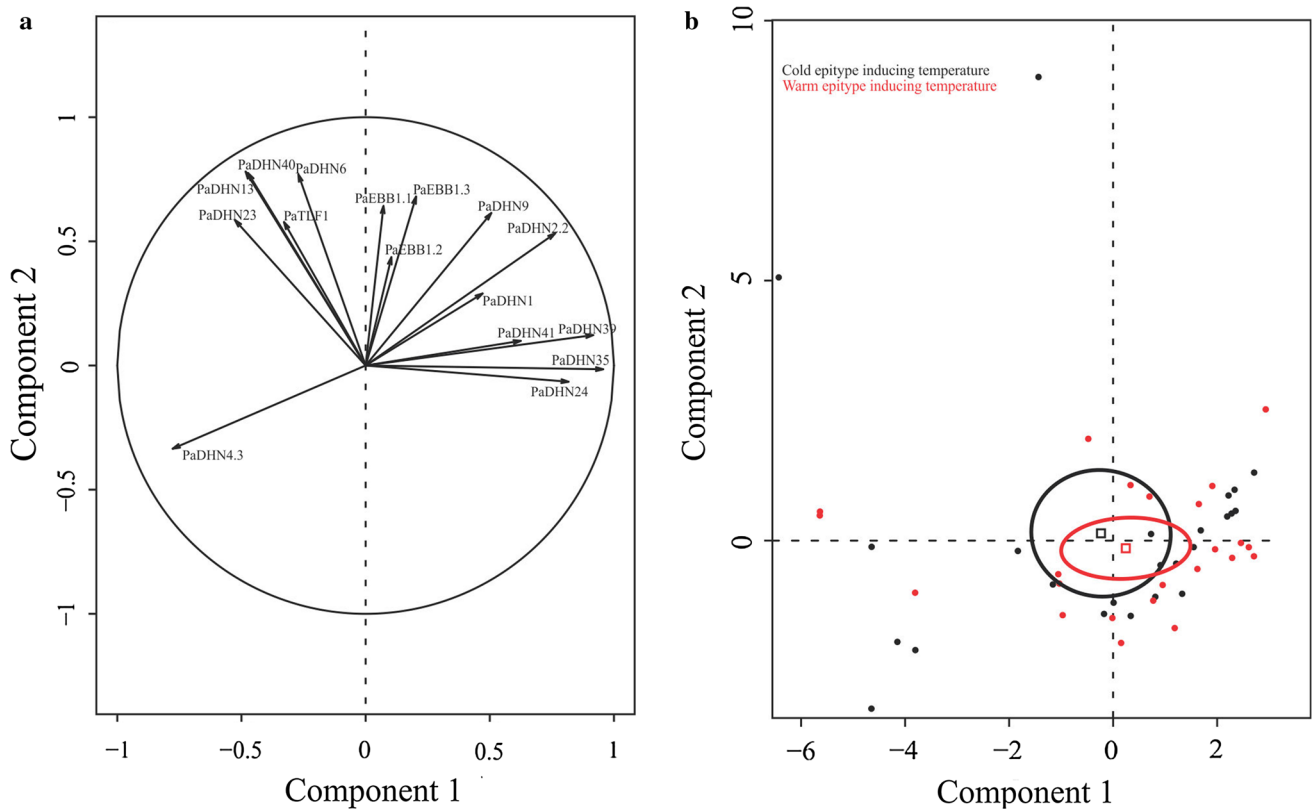 a
PaDHN40
PaDHN6
PaDHN13
PaEBB1.1
PaEBB1.3
PaDHN23
PaTLF1
PaDHN9
PaDHN2.2
PaEBB1.2
PaDHN1
PaDHN41
PaDHN39
PaDHN35
PaDHN24
PaDHN4.3
1
0.5
0
−0.5
−1
Component 2
−1
−0.5
0
0.5
1
Component 1
b
Cold epitype inducing temperature
Warm epitype inducing temperature
10
5
0
Component 2
−6
−4
−2
0
2
Component 1